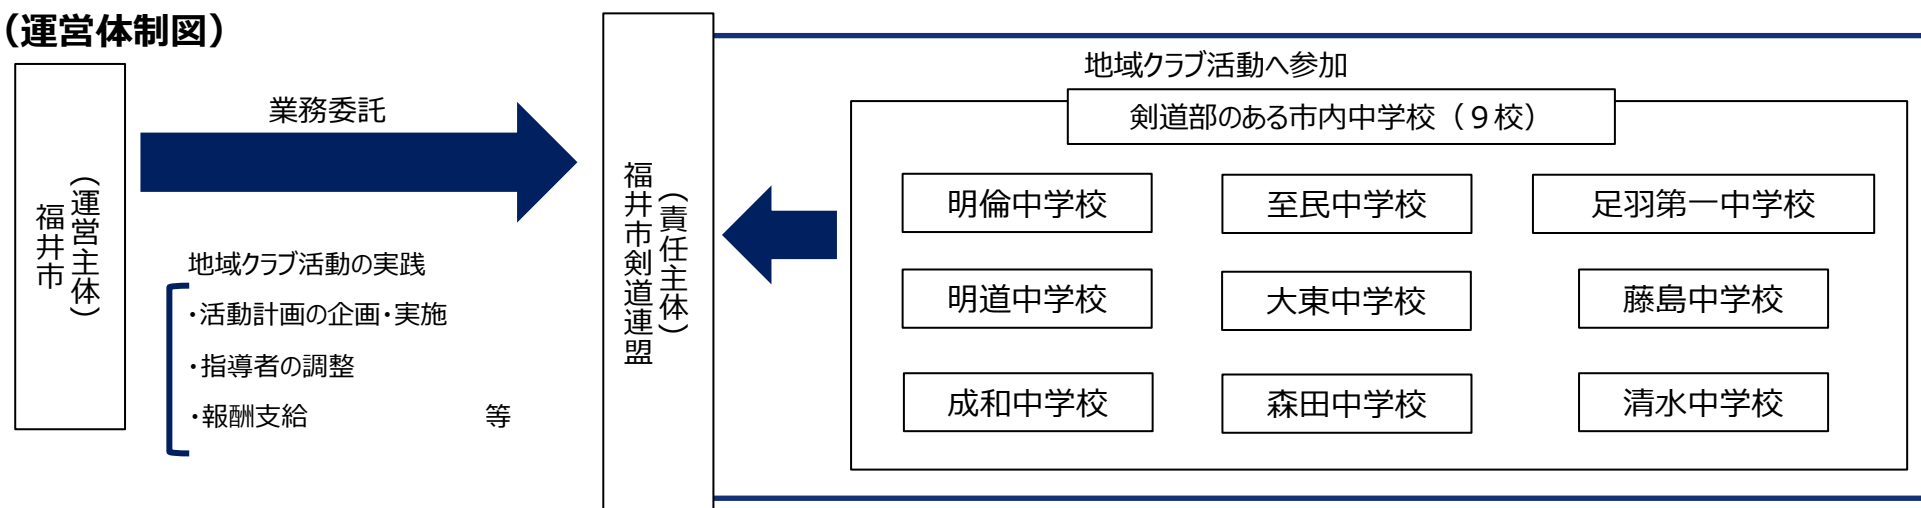 （運営体制図）
福井市
（運営主体）
業務委託
地域クラブ活動の実践
・活動計画の企画・実施
・指導者の調整
・報酬支給　　　　　　等
福井市剣道連盟
（責任主体）
地域クラブ活動へ参加
剣道部のある市内中学校（９校）
明倫中学校
至民中学校
足羽第一中学校
明道中学校
大東中学校
藤島中学校
成和中学校
森田中学校
清水中学校